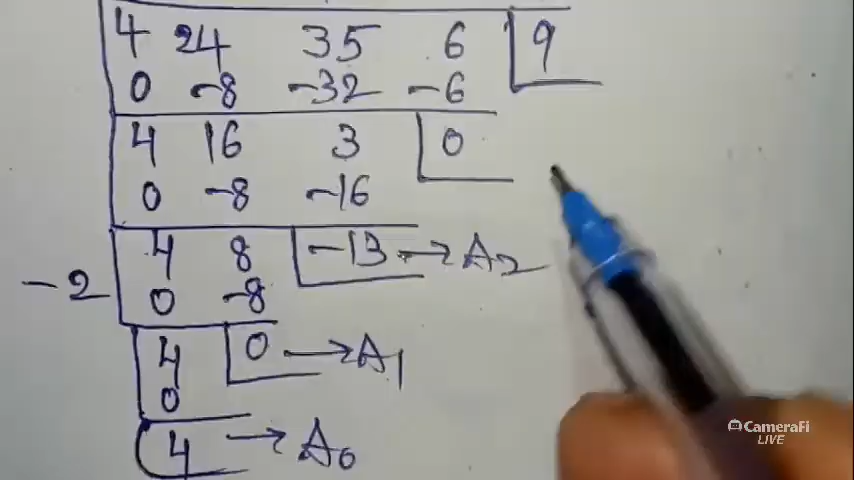 4 24 35 6 9
0 -8 -32 -6
4 16 3 0
0 -8 -16
4 8 -13 → A2
-2
0 -8
4 0 → A1
0
4 → A0
CameraFi
LIVE